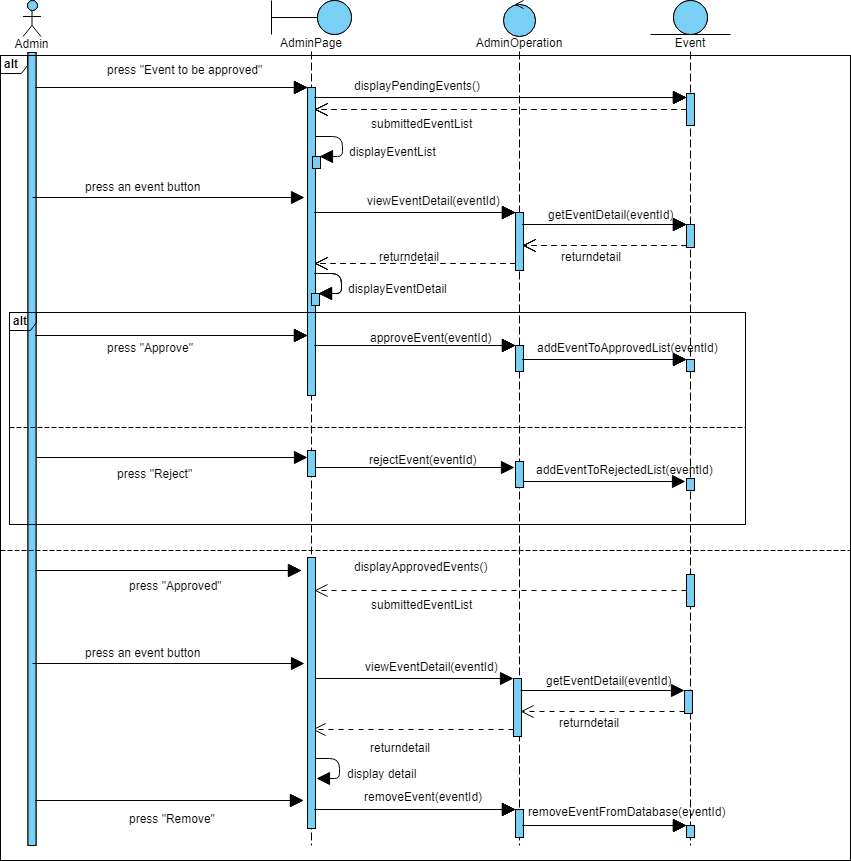 Admin
AdminPage
AdminOperation
Event
alt
press "Event to be approved"
displayPendingEvents()
submittedEventList
displayEventList
press an event button
viewEventDetail(eventId)
getEventDetail(eventId)
returndetail
returndetail
displayEventDetail
alt
press "Approve"
approveEvent(eventId)
addEventToApprovedList(eventId)
press "Reject"
rejectEvent(eventId)
addEventToRejectedList(eventId)
displayApprovedEvents()
press "Approved"
submittedEventList
press an event button
viewEventDetail(eventId)
getEventDetail(eventId)
returndetail
returndetail
display detail
removeEvent(eventId)
press "Remove"
removeEventFromDatabase(eventId)